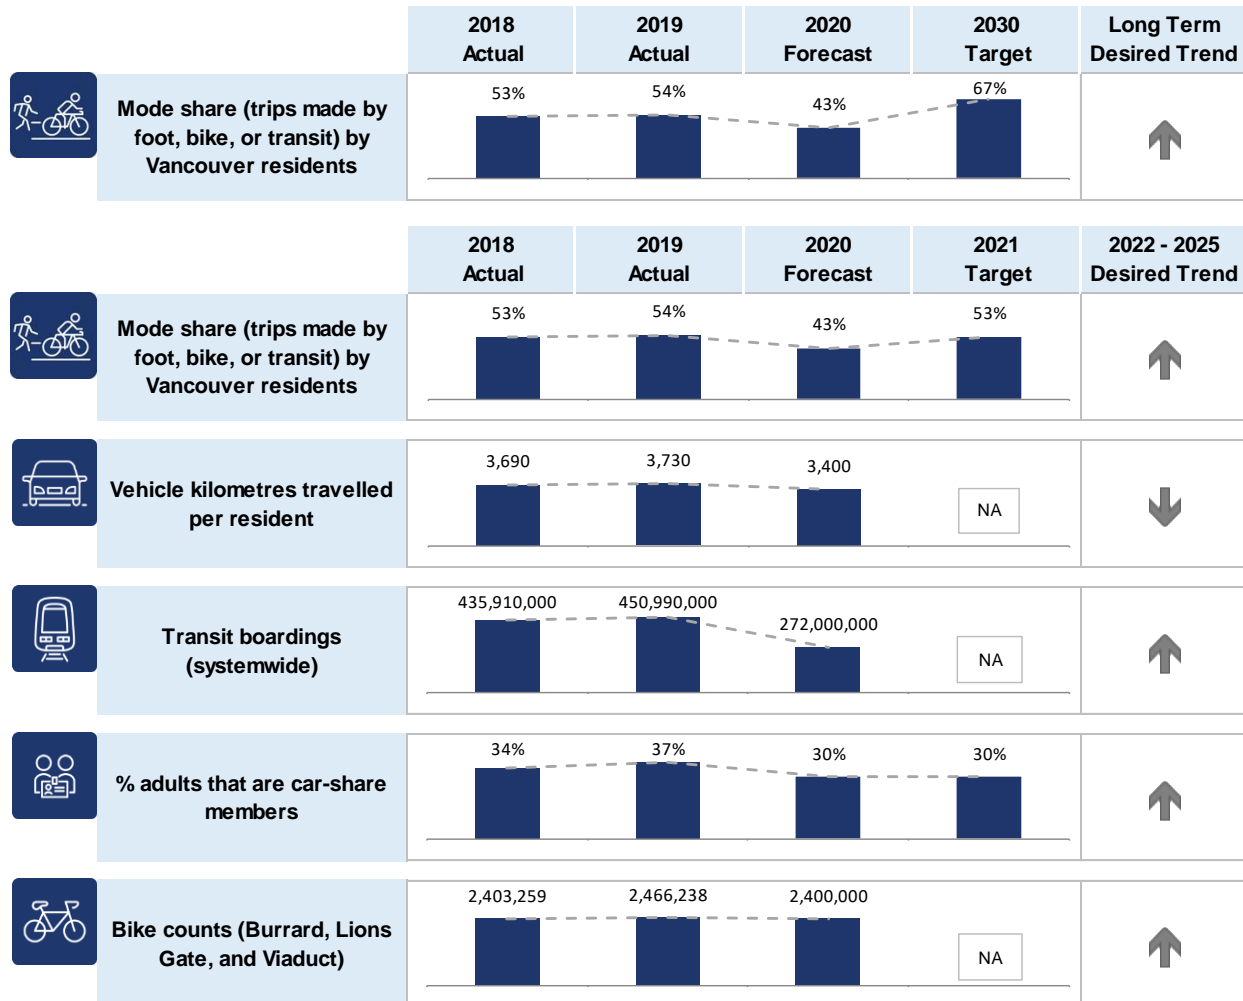 2018 Actual
2019 Actual
2020 Forecast
2030 Target
Long Term Desired Trend
Mode share (trips made by
foot, bike, or transit) by
Vancouver residents
53%
54%
43%
67%
2018 Actual
2019 Actual
2020 Forecast
2021 Target
2022 - 2025 Desired Trend
Mode share (trips made by
foot, bike, or transit) by
Vancouver residents
53%
54%
43%
53%
Vehicle kilometres travelled
per resident
3,690
3,730
3,400
NA
Transit boardings
(systemwide)
435,910,000
450,990,000
272,000,000
NA
% adults that are car-share
members
34%
37%
30%
30%
Bike counts (Burrard, Lions
Gate, and Viaduct)
2,403,259
2,466,238
2,400,000
NA